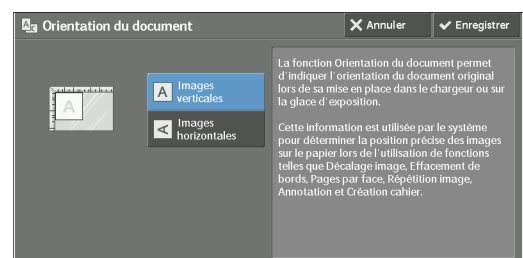 Orientation du document
Annuler
Enregistrer
A
A
Images
verticales
A
Images
horizontales
La fonction Orientation du document permet
d'indiquer l'orientation du document original
lors de sa mise en place dans le chargeur ou sur
la glace d'exposition.
Cette information est utilisée par le système
pour déterminer la position précise des images
sur le papier lors de l'utilisation de fonctions
telles que Décalage image, Effacement de
bords, Pages par face, Répétition image,
Annotation et Création cahier.